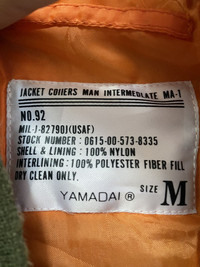 JACKET COIIERS MAN INTERMEDLATE MA-1
NO.92
MIL-J-82790J(USAF)
STOCK NUMBER : 0615-00-573-8335
SHELL & LINING : 100% NYLON
INTERLINING : 100% POLYESTER FIBER FILL
DRY CLEAN ONLY.
YAMADAI ® SIZE M